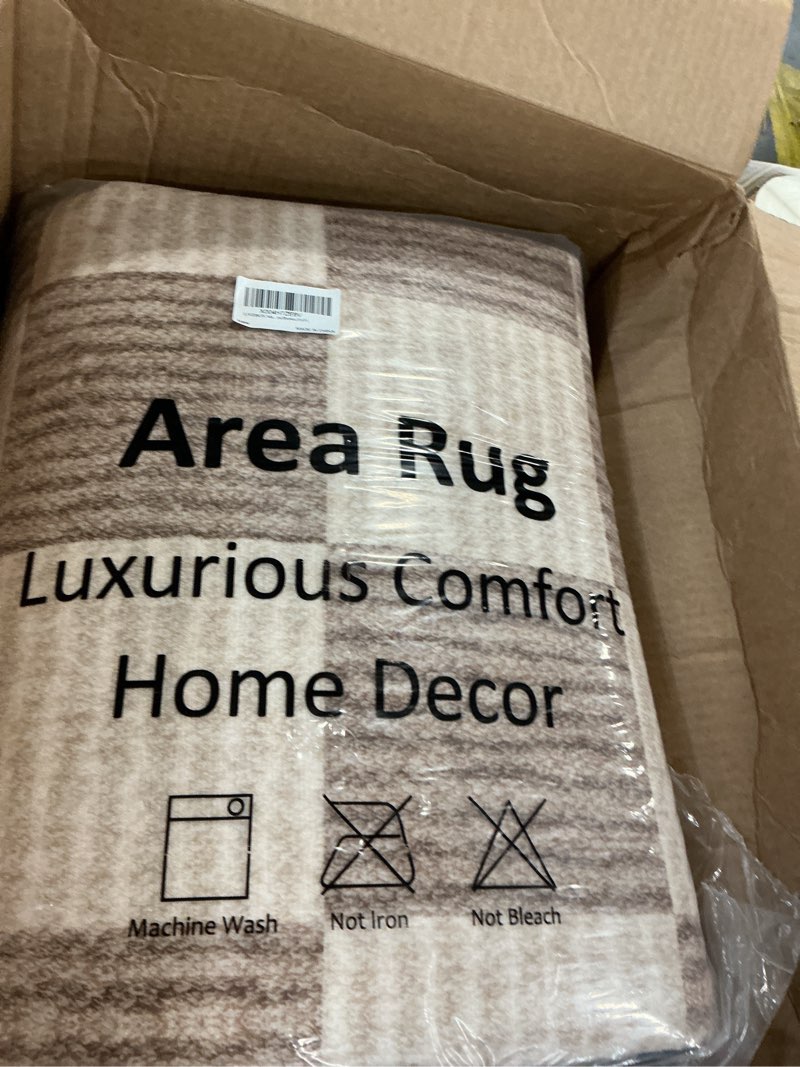 Area Rug
Luxurious Comfort
Home Decor
Machine Wash
Not Iron
Not Bleach